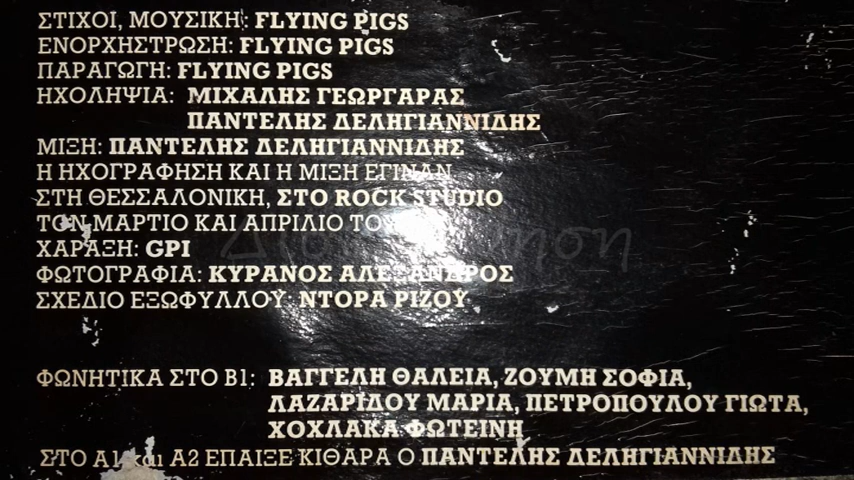 ΣΤΙΧΟΙ, ΜΟΥΣΙΚΗ: FLYING PIGS
ΕΝΟΡΧΗΣΤΡΩΣΗ: FLYING PIGS
ΠΑΡΑΓΩΓΗ: FLYING PIGS
ΗΧΟΛΗΨΙΑ: ΜΙΧΑΛΗΣ ΓΕΩΡΓΑΡΑΣ
ΠΑΝΤΕΛΗΣ ΔΕΛΗΓΙΑΝΝΙΔΗΣ
ΜΙΞΗ: ΠΑΝΤΕΛΗΣ ΔΕΛΗΓΙΑΝΝΙΔΗΣ
Η ΗΧΟΓΡΑΦΗΣΗ ΚΑΙ Η ΜΙΞΗ ΕΓΙΝΑΝ
ΣΤΗ ΘΕΣΣΑΛΟΝΙΚΗ, ΣΤΟ ROCK STUDIO
ΤΟΝ ΜΑΡΤΙΟ ΚΑΙ ΑΠΡΙΛΙΟ ΤΟΥ
ΧΑΡΑΞΗ: GPI
ΦΩΤΟΓΡΑΦΙΑ: ΚΥΡΑΝΟΣ ΑΛΕΞΑΝΔΡΟΣ
ΣΧΕΔΙΟ ΕΞΩΦΥΛΛΟΥ: ΝΤΟΡΑ ΡΙΖΟΥ
ΦΩΝΗΤΙΚΑ ΣΤΟ Β1: ΒΑΓΓΕΛΗ ΘΑΛΕΙΑ, ΖΟΥΜΗ ΣΟΦΙΑ,
ΛΑΖΑΡΙΔΟΥ ΜΑΡΙΑ, ΠΕΤΡΟΠΟΥΛΟΥ ΓΙΩΤΑ,
ΧΟΧΛΑΚΑ ΦΩΤΕΙΝΗ
ΣΤΟ Α1 και Α2 ΕΠΑΙΞΕ ΚΙΘΑΡΑ Ο ΠΑΝΤΕΛΗΣ ΔΕΛΗΓΙΑΝΝΙΔΗΣ